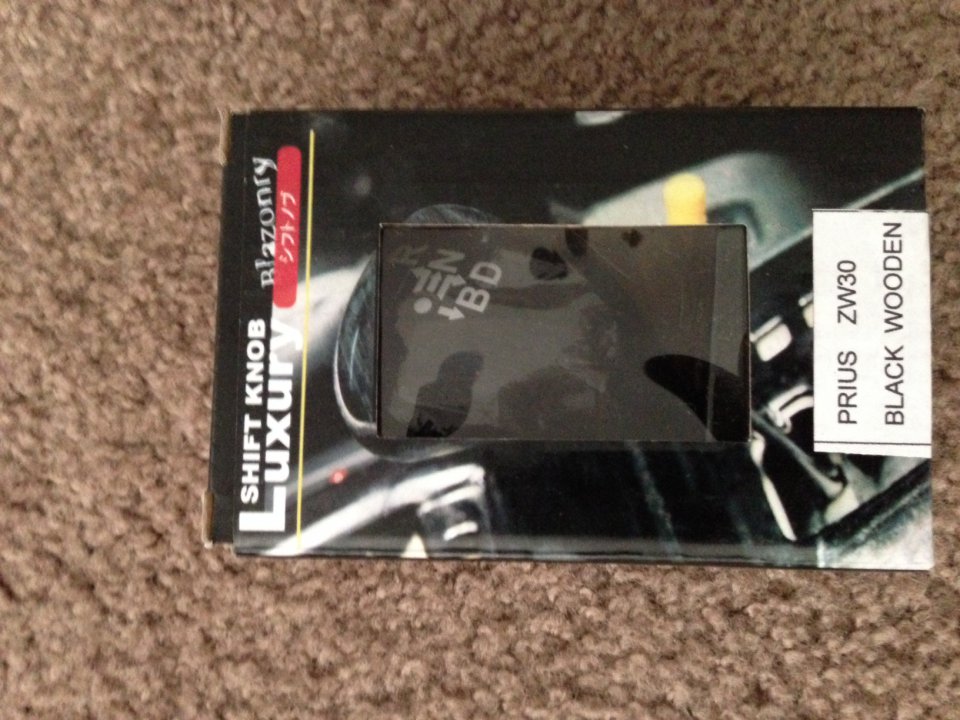 SHIFT KNOB
Luxury
Blazonry
シフトノブ
R
N
B D
PRIUS ZW30
BLACK WOODEN